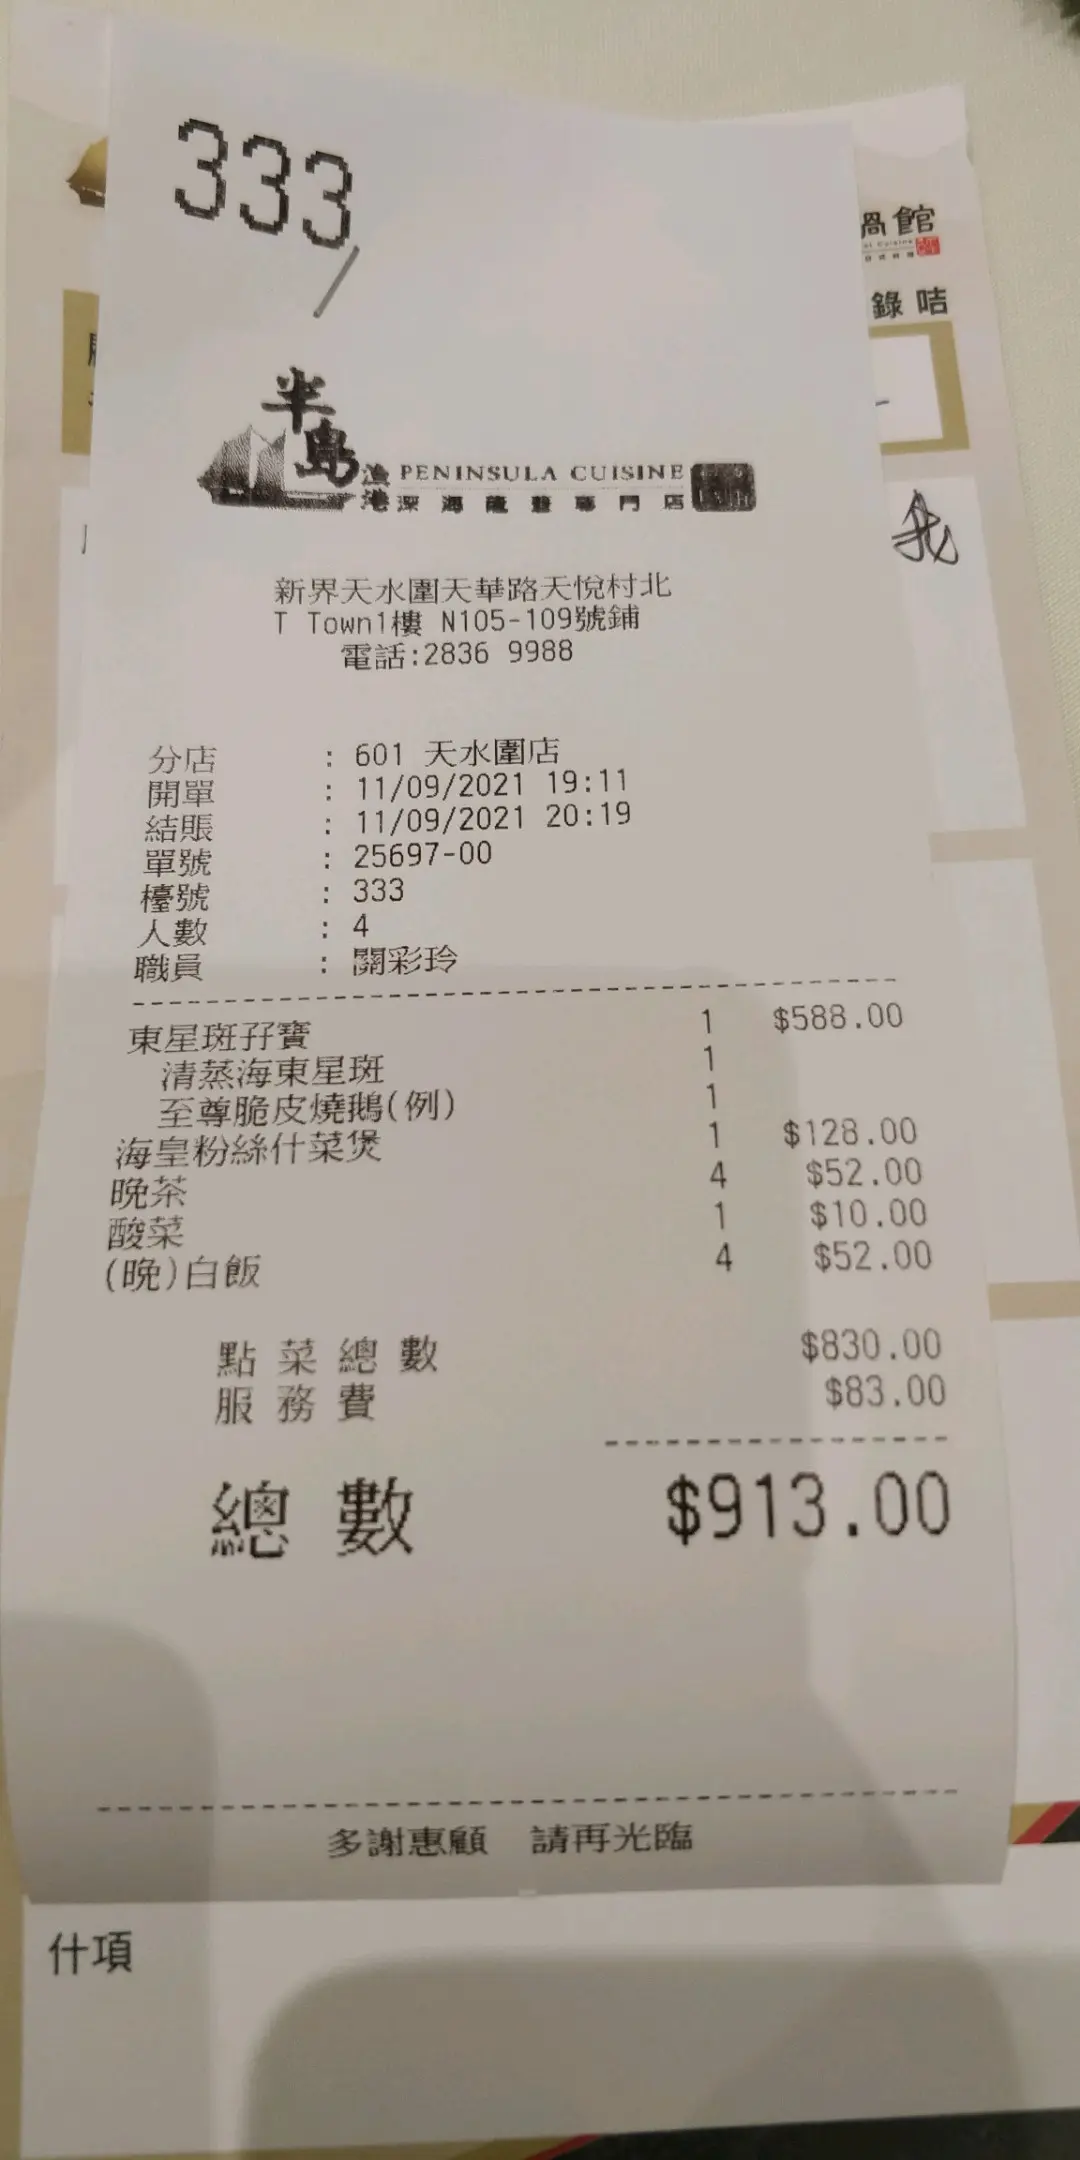 333
鍋館
錄咭
半島
漁港
PENINSULA CUISINE
深海龍躉專門店
新界天水圍天華路天悅村北
T Town1樓 N105-109號鋪
電話:2836 9988
分店 : 601 天水圍店
開單 : 11/09/2021 19:11
結賬 : 11/09/2021 20:19
單號 : 25697-00
檯號 : 333
人數 : 4
職員 : 關彩玲
東星斑孖寶 1 $588.00
清蒸海東星斑 1
至尊脆皮燒鵝(例) 1
海皇粉絲什菜煲 1 $128.00
晚茶 4 $52.00
酸菜 1 $10.00
(晚)白飯 4 $52.00
點菜總數 $830.00
服務費 $83.00
總數 $913.00
多謝惠顧 請再光臨
什項